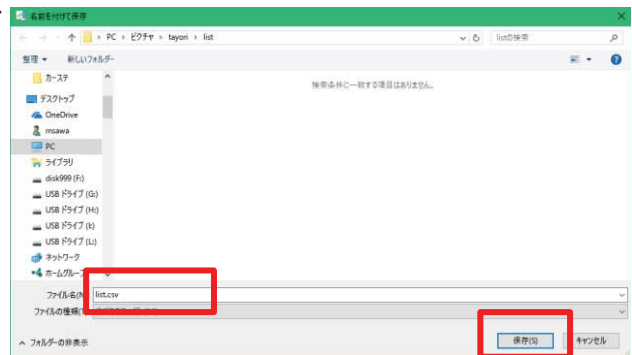 名前を付けて保存
> PC > ピクチャ > tayori > list
listの検索
整理 ▼ 新しいフォルダー
カーステ
検索条件に一致する項目はありません。
デスクトップ
OneDrive
msawa
PC
ライブラリ
disk999 (F:)
USB ドライブ (G:)
USB ドライブ (H:)
USB ドライブ (I:)
USB ドライブ (L:)
ネットワーク
ホームグループ
ファイル名(N): list.csv
ファイルの種類(T):
フォルダーの非表示
保存(S) キャンセル